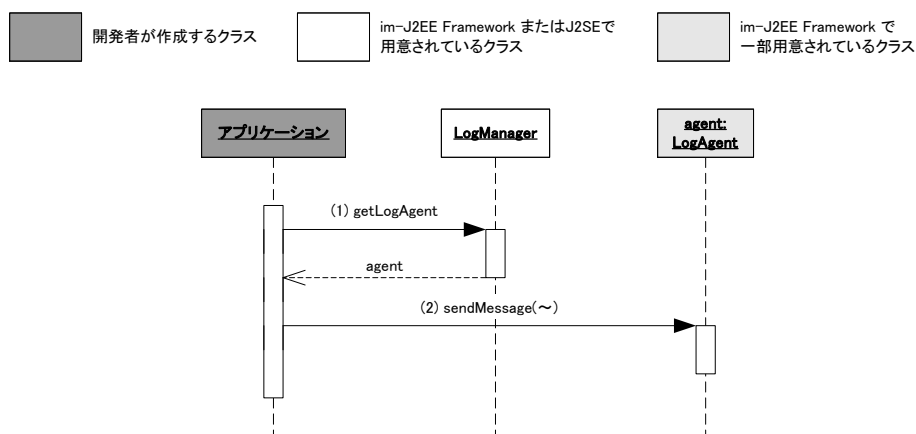 開発者が作成するクラス
im-J2EE Framework またはJ2SEで
用意されているクラス
im-J2EE Framework で
一部用意されているクラス
アプリケーション
LogManager
agent:
LogAgent
(1) getLogAgent
agent
(2) sendMessage(～)